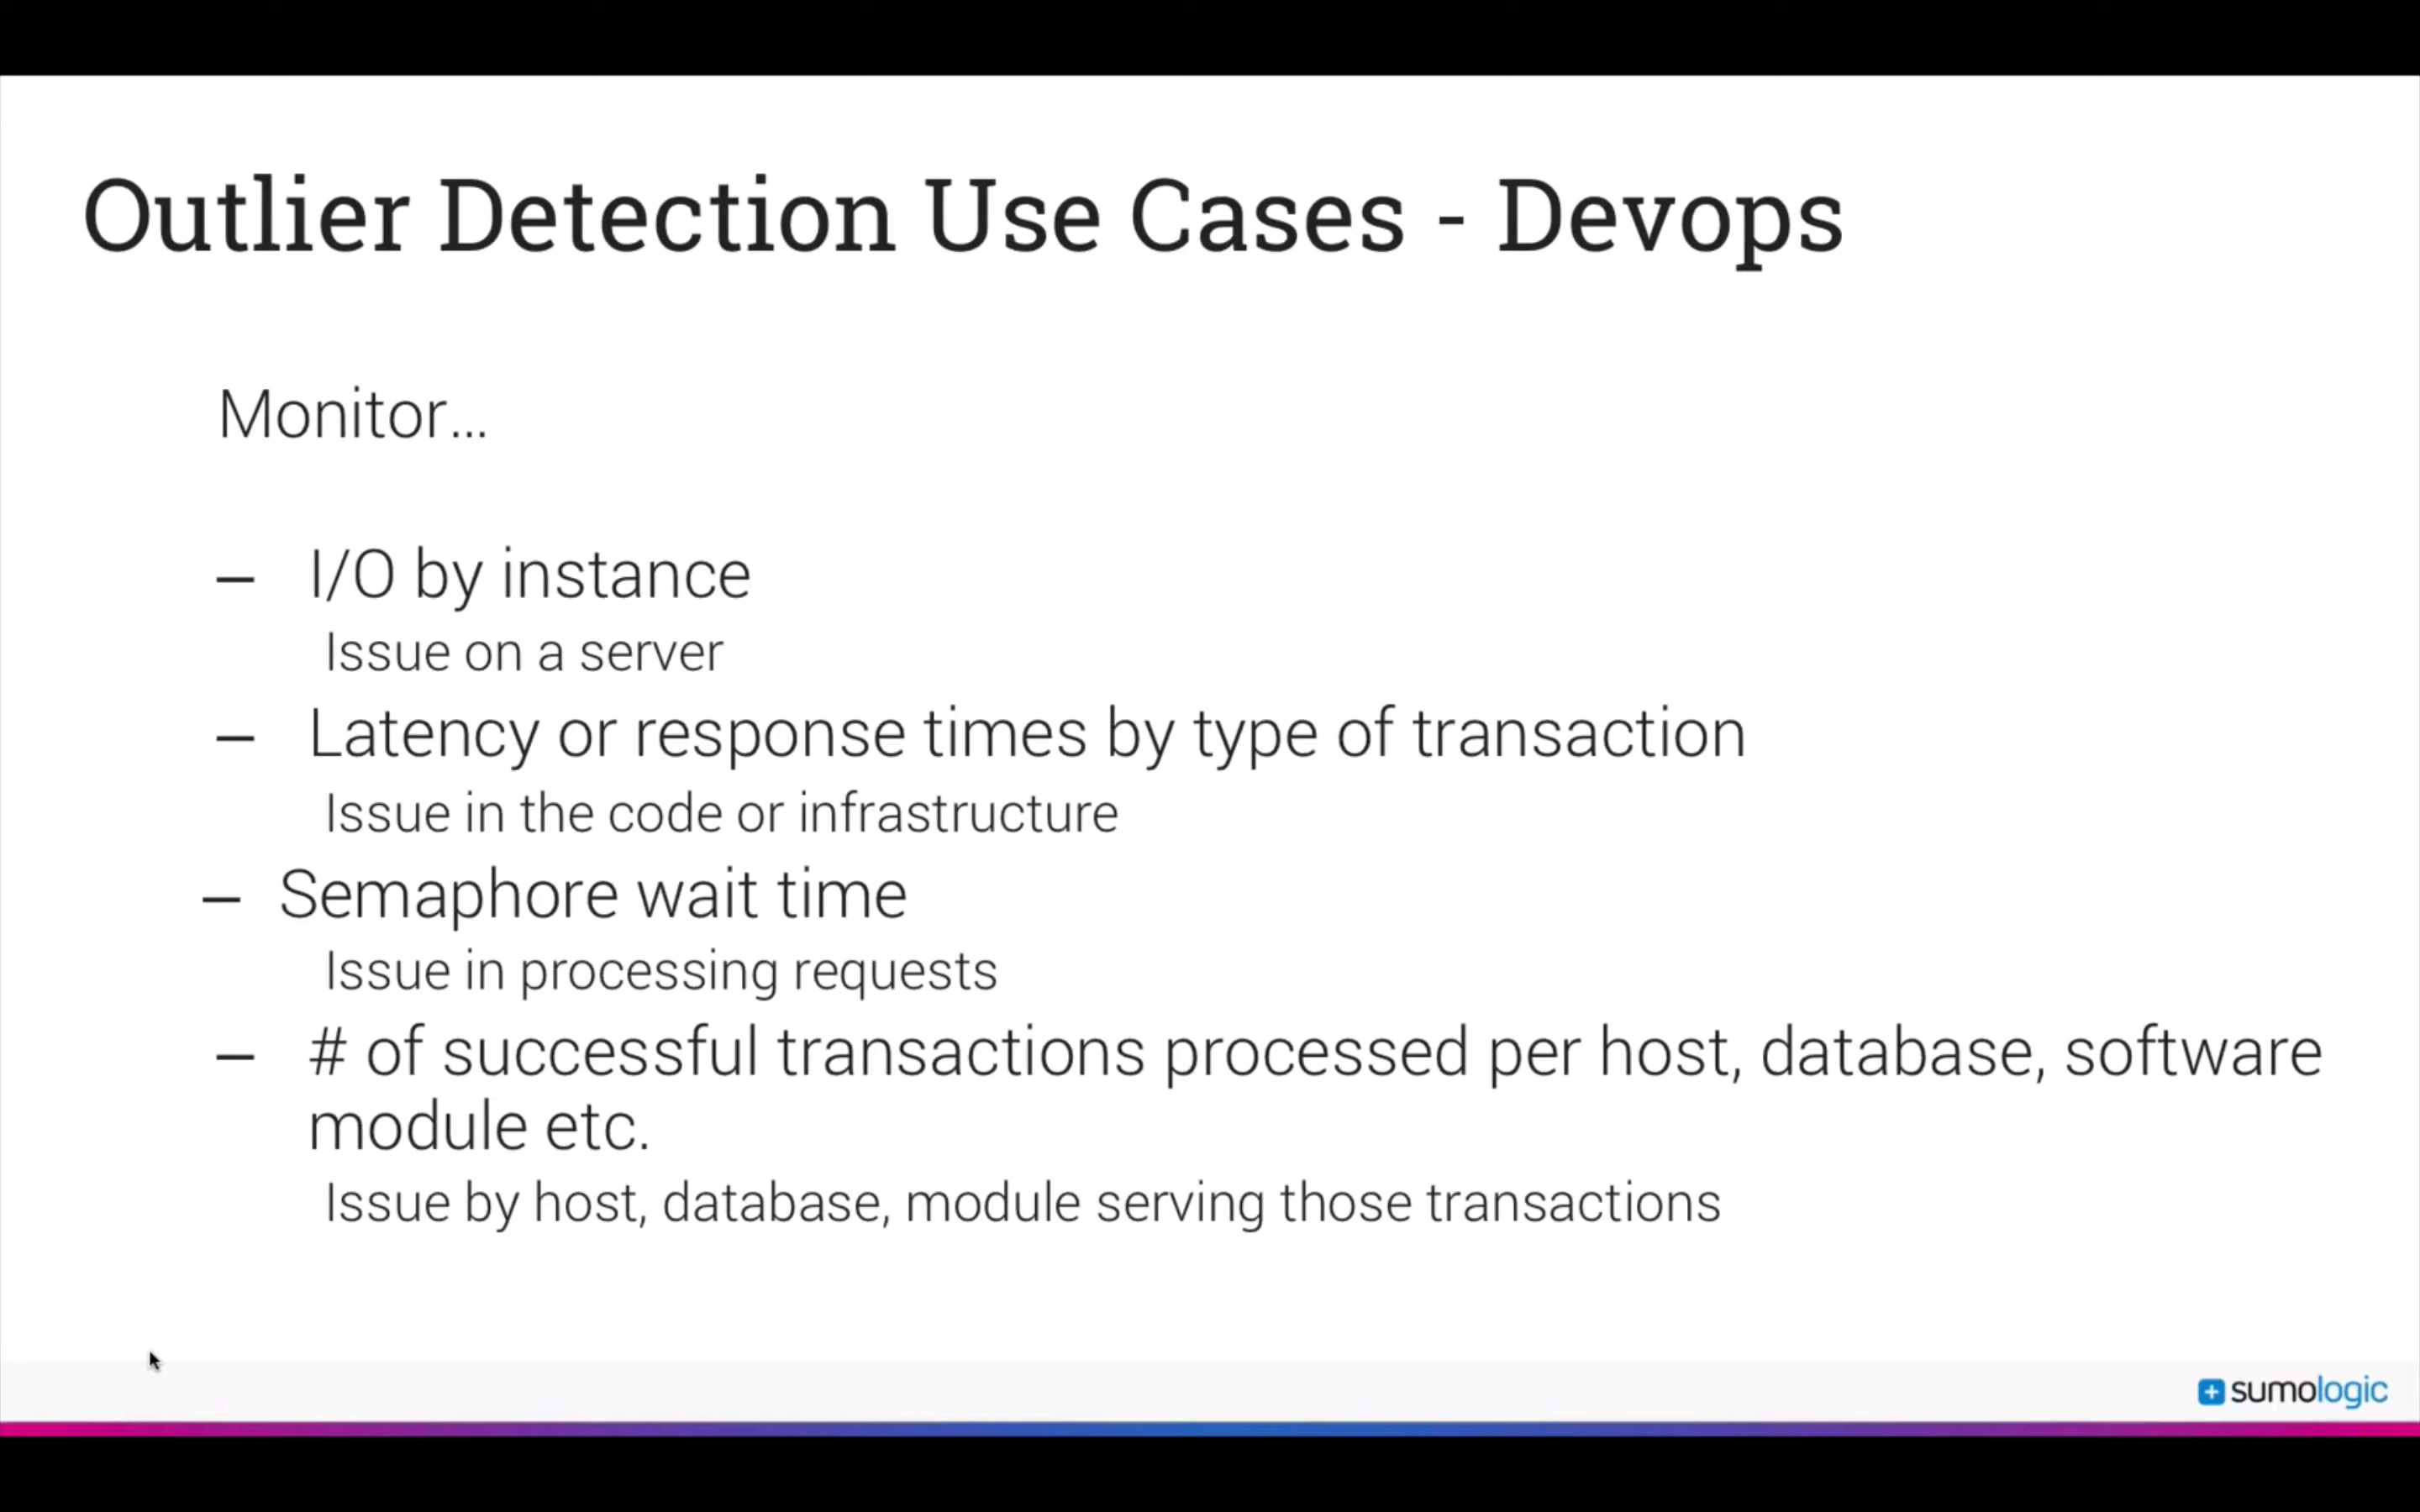 Outlier Detection Use Cases - Devops
Monitor...
– I/O by instance
Issue on a server
– Latency or response times by type of transaction
Issue in the code or infrastructure
– Semaphore wait time
Issue in processing requests
– # of successful transactions processed per host, database, software
module etc.
Issue by host, database, module serving those transactions
sumologic